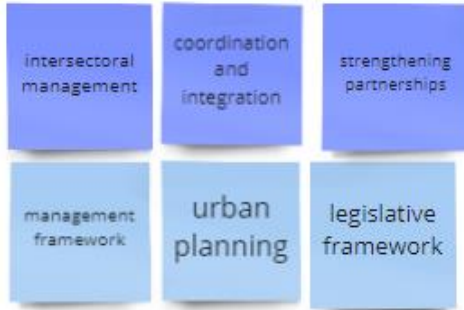 intersectoral
management
coordination
and
integration
strengthening
partnerships
management
framework
urban
planning
legislative
framework